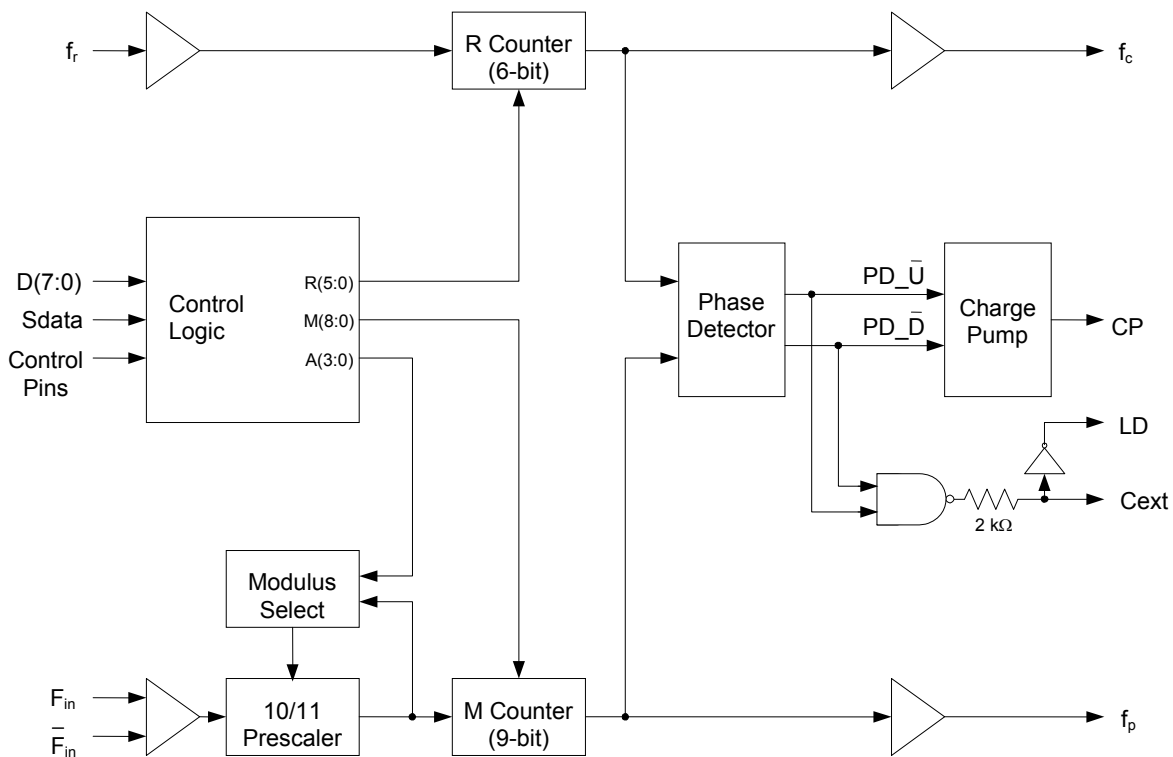 f_r
R Counter
(6-bit)
f_c
D(7:0)
Sdata
Control
Pins
Control
Logic
R(5:0)
M(8:0)
A(3:0)
Phase
Detector
PD_U̅
PD_D̅
Charge
Pump
CP
LD
Cext
2 kΩ
Modulus
Select
F_in
F̅_in
10/11
Prescaler
M Counter
(9-bit)
f_p